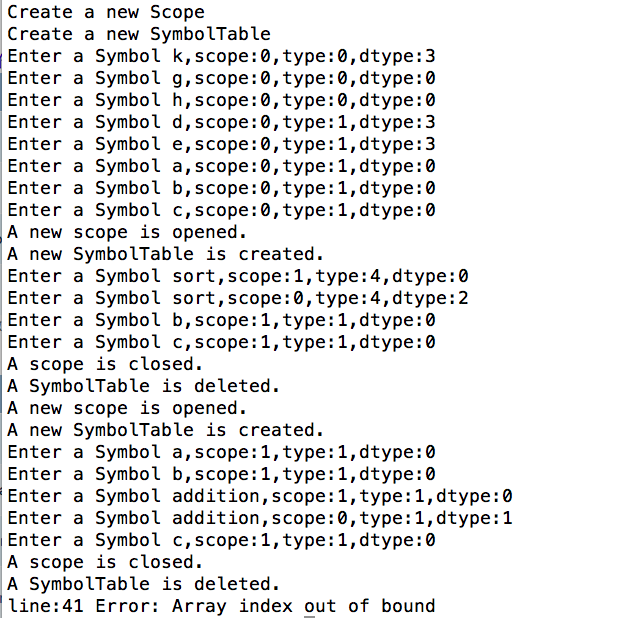 Create a new Scope
Create a new SymbolTable
Enter a Symbol k,scope:0,type:0,dtype:3
Enter a Symbol g,scope:0,type:0,dtype:0
Enter a Symbol h,scope:0,type:0,dtype:0
Enter a Symbol d,scope:0,type:1,dtype:3
Enter a Symbol e,scope:0,type:1,dtype:3
Enter a Symbol a,scope:0,type:1,dtype:0
Enter a Symbol b,scope:0,type:1,dtype:0
Enter a Symbol c,scope:0,type:1,dtype:0
A new scope is opened.
A new SymbolTable is created.
Enter a Symbol sort,scope:1,type:4,dtype:0
Enter a Symbol sort,scope:0,type:4,dtype:2
Enter a Symbol b,scope:1,type:1,dtype:0
Enter a Symbol c,scope:1,type:1,dtype:0
A scope is closed.
A SymbolTable is deleted.
A new scope is opened.
A new SymbolTable is created.
Enter a Symbol a,scope:1,type:1,dtype:0
Enter a Symbol b,scope:1,type:1,dtype:0
Enter a Symbol addition,scope:1,type:1,dtype:0
Enter a Symbol addition,scope:0,type:1,dtype:1
Enter a Symbol c,scope:1,type:1,dtype:0
A scope is closed.
A SymbolTable is deleted.
line:41 Error: Array index out of bound